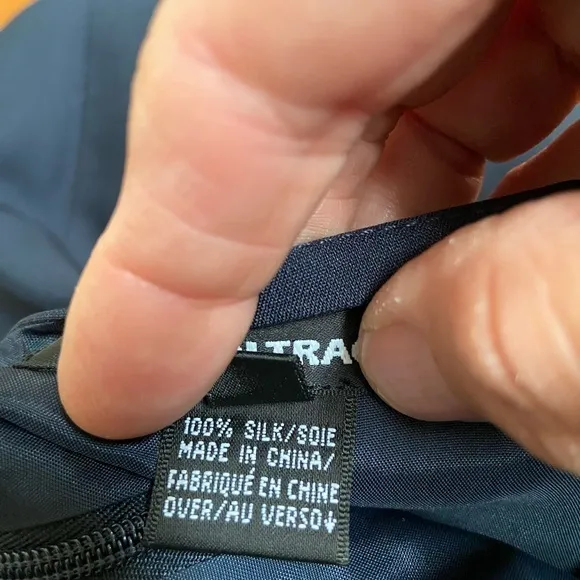 100% SILK/SOIE
MADE IN CHINA/
FABRIQUÉ EN CHINE
OVER/AU VERSO↓